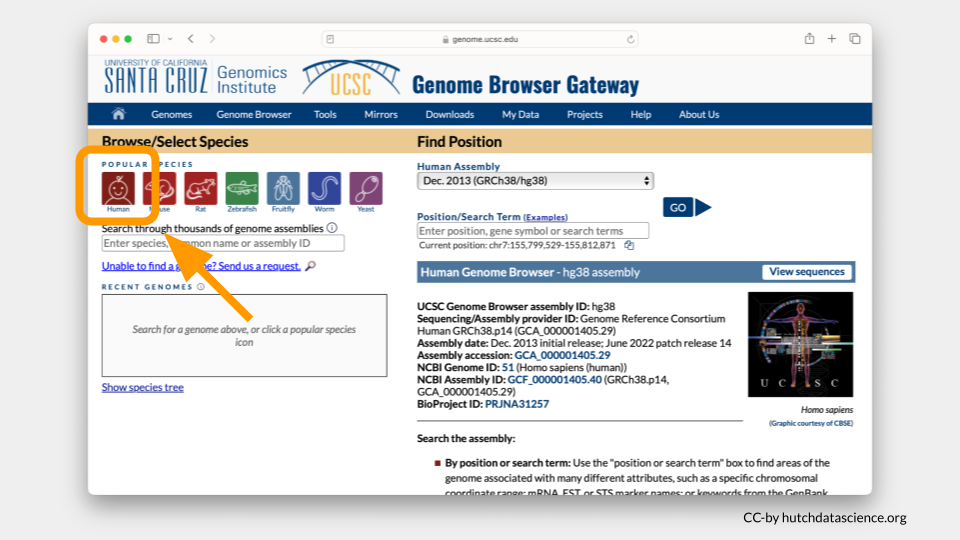 genome.ucsc.edu
UNIVERSITY OF CALIFORNIA
SANTA CRUZ
Genomics
Institute
UCSC
Genome Browser Gateway
Genomes Genome Browser Tools Mirrors Downloads My Data Projects Help About Us
Browse/Select Species
POPULAR SPECIES
Human Mouse Rat Zebrafish Fruitfly Worm Yeast
Search through thousands of genome assemblies
Enter species, common name or assembly ID
Unable to find a genome? Send us a request.
RECENT GENOMES
Search for a genome above, or click a popular species
icon
Show species tree
Find Position
Human Assembly
Dec. 2013 (GRCh38/hg38)
GO
Position/Search Term (Examples)
Enter position, gene symbol or search terms
Current position: chr7:155,799,529-155,812,871
Human Genome Browser - hg38 assembly
View sequences
UCSC Genome Browser assembly ID: hg38
Sequencing/Assembly provider ID: Genome Reference Consortium
Human GRCh38.p14 (GCA_000001405.29)
Assembly date: Dec. 2013 initial release; June 2022 patch release 14
Assembly accession: GCA_000001405.29
NCBI Genome ID: 51 (Homo sapiens (human))
NCBI Assembly ID: GCF_000001405.40 (GRCh38.p14,
GCA_000001405.29)
BioProject ID: PRJNA31257
U C S C
Homo sapiens
(Graphic courtesy of CBSE)
Search the assembly:
By position or search term: Use the "position or search term" box to find areas of the
genome associated with many different attributes, such as a specific chromosomal
coordinate range; mRNA, EST, or STS marker names; or keywords from the GenBank
CC-by hutchdatascience.org